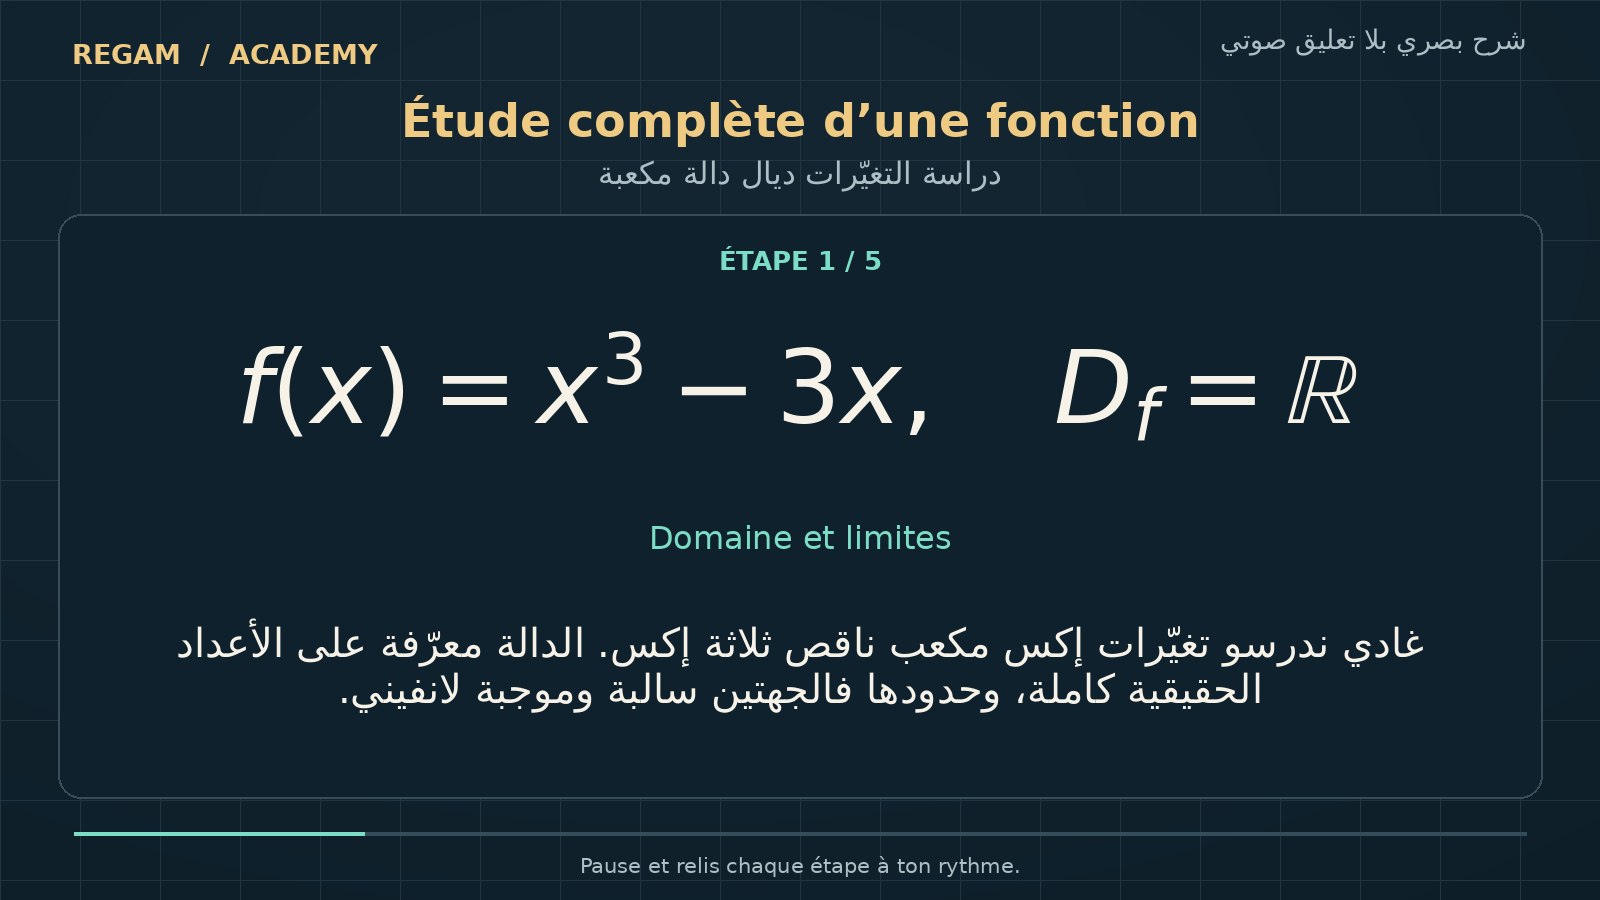 REGAM / ACADEMY
شرح بصري بلا تعليق صوتي
Étude complète d’une fonction
دراسة التغيّرات ديال دالة مكعبة
ÉTAPE 1 / 5
f(x) = x³ − 3x, D_f = ℝ
Domaine et limites
غادي ندرسو تغيّرات إكس مكعب ناقص ثلاثة إكس. الدالة معرّفة على الأعداد
الحقيقية كاملة، وحدودها فالجهتين سالبة وموجبة لانفيني.
Pause et relis chaque étape à ton rythme.